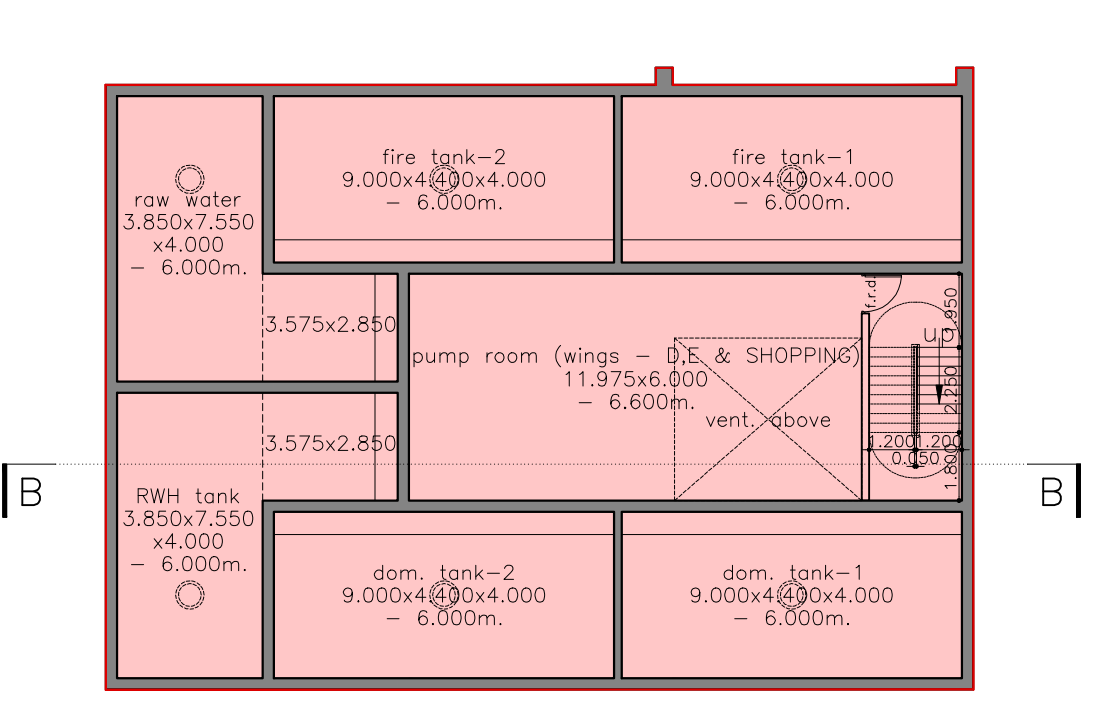 fire tank-2
9.000x4.400x4.000
- 6.000m.
fire tank-1
9.000x4.400x4.000
- 6.000m.
raw water
3.850x7.550
x4.000
- 6.000m.
3.575x2.850
pump room (wings - D,E & SHOPPING)
11.975x6.000
- 6.600m.
vent. above
f.r.d.
1.950
up
2.250
1.200
1.200
0.050
1.800
3.575x2.850
B
B
RWH tank
3.850x7.550
x4.000
- 6.000m.
dom. tank-2
9.000x4.400x4.000
- 6.000m.
dom. tank-1
9.000x4.400x4.000
- 6.000m.